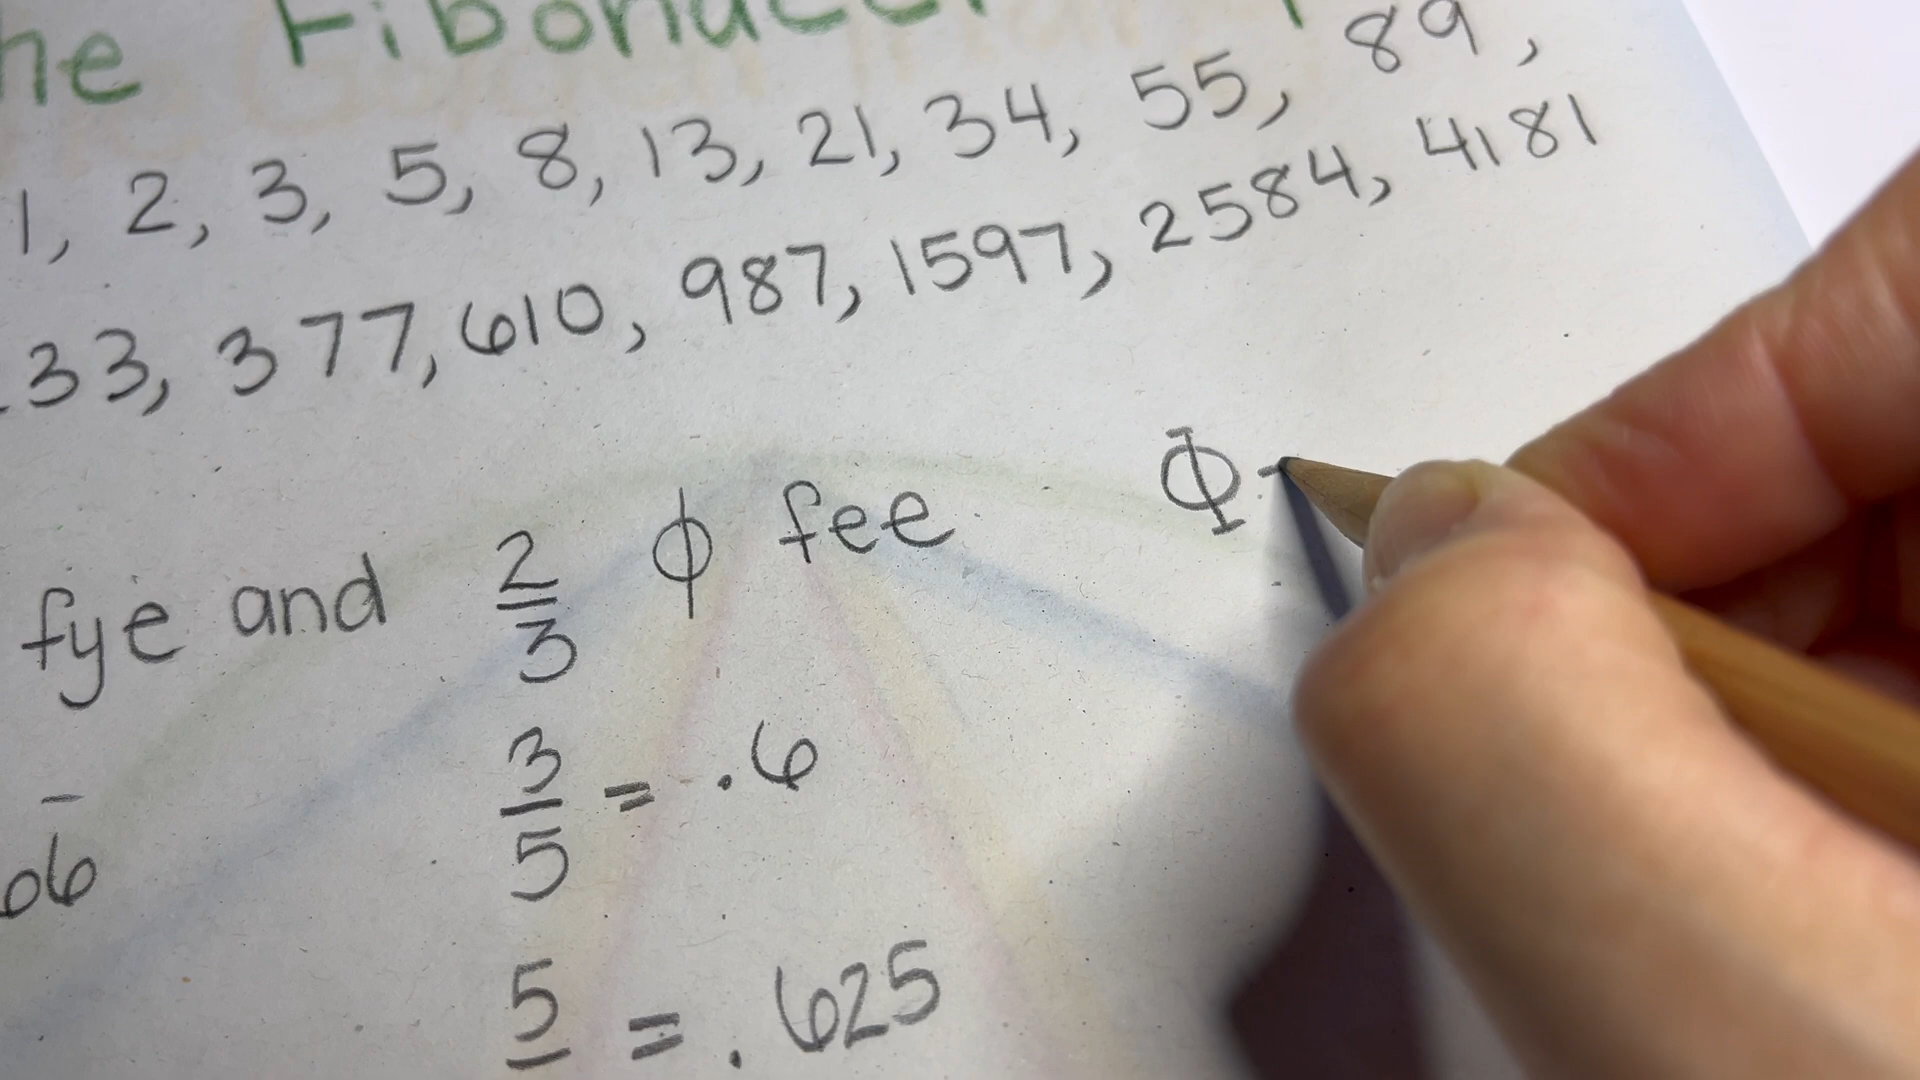 he Fibonacci
1, 2, 3, 5, 8, 13, 21, 34, 55, 89,
33, 377, 610, 987, 1597, 2584, 4181
fye and 2/3 ϕ fee Φ-
3/5 = .6
06̅
5 = .625